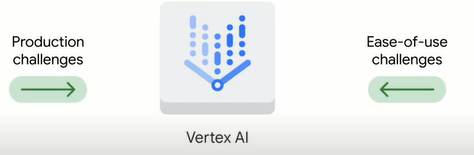 Production
challenges
Ease-of-use
challenges
Vertex AI